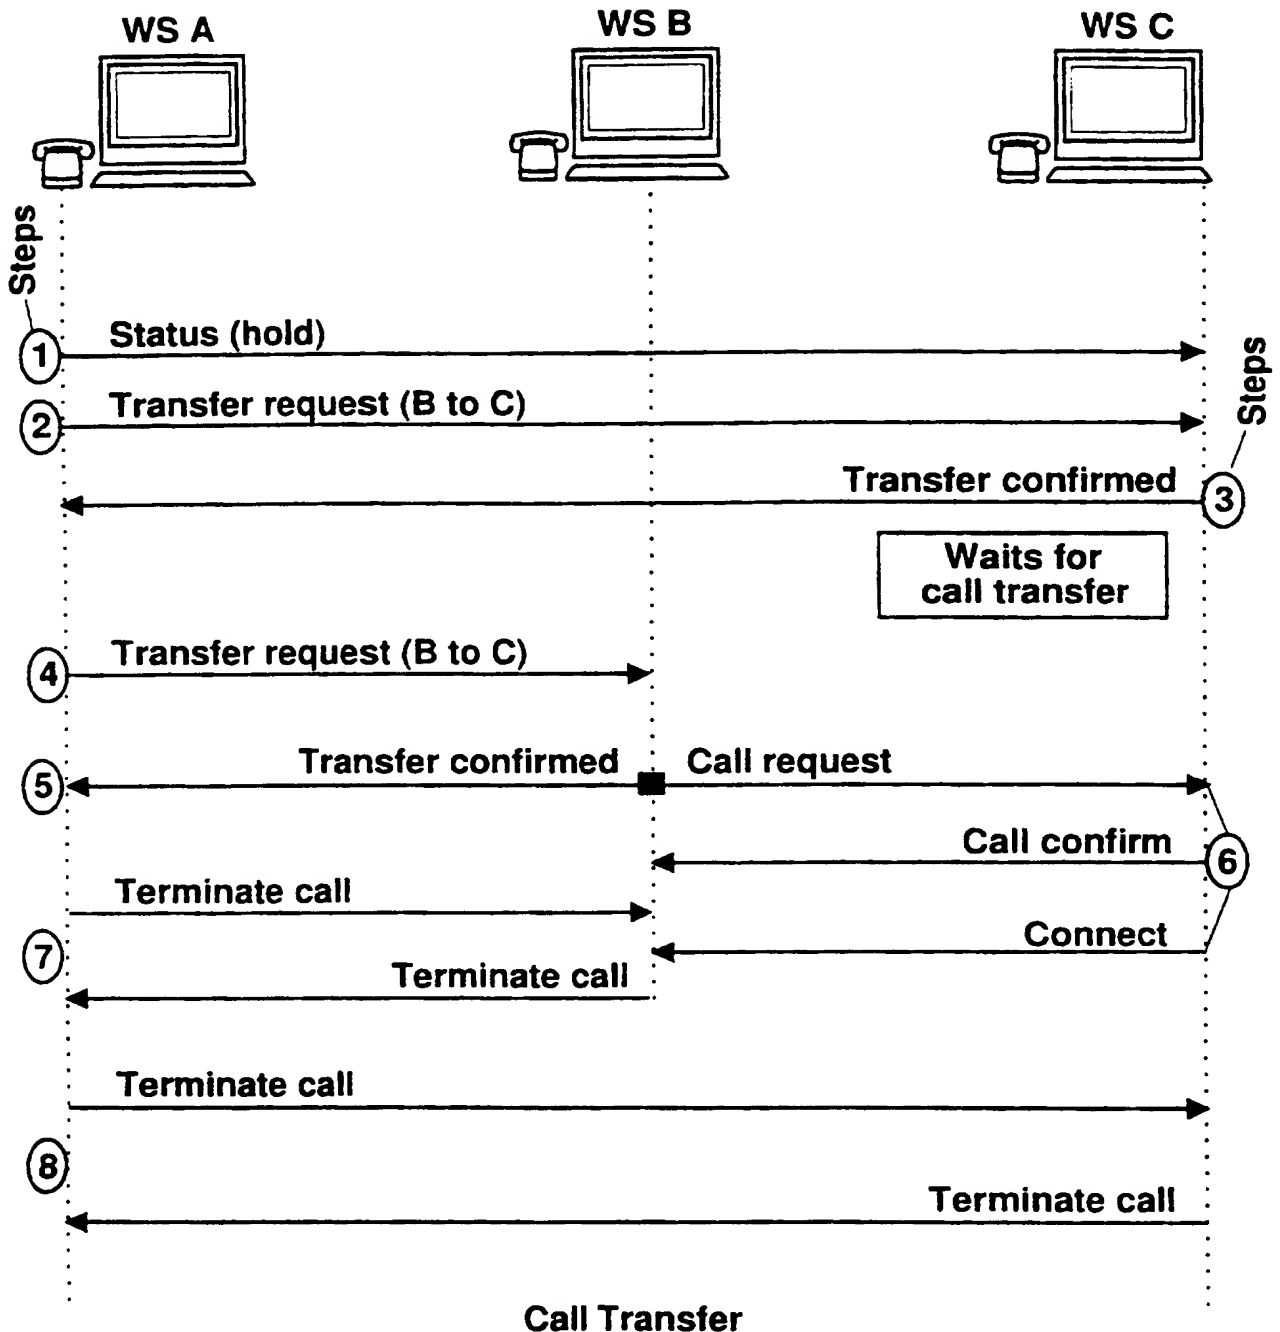 WS A
WS B
WS C
Steps
1
Status (hold)
Steps
2
Transfer request (B to C)
Transfer confirmed
3
Waits for
call transfer
4
Transfer request (B to C)
5
Transfer confirmed
Call request
Call confirm
6
Terminate call
Connect
7
Terminate call
Terminate call
8
Terminate call
Call Transfer